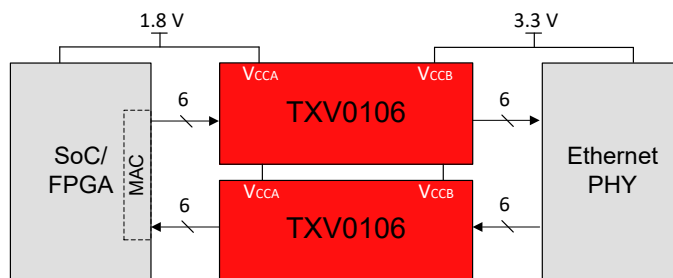 1.8 V
3.3 V
VCCA
VCCB
TXV0106
6
6
SoC/
FPGA
MAC
Ethernet
PHY
VCCA
VCCB
TXV0106
6
6